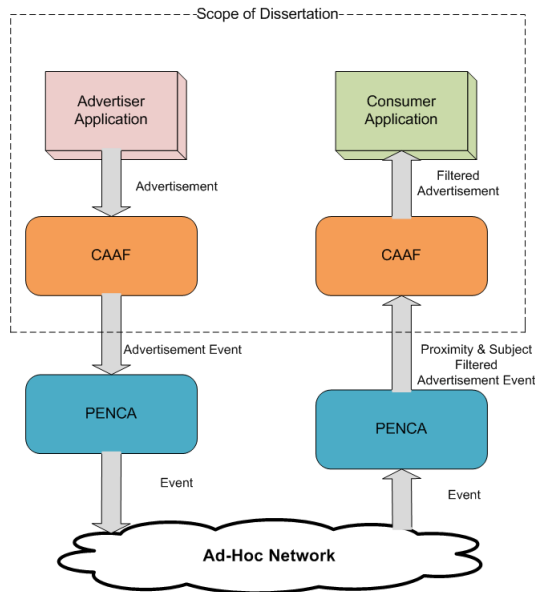 Scope of Dissertation
Advertiser
Application
Consumer
Application
Advertisement
Filtered
Advertisement
CAAF
CAAF
Advertisement Event
Proximity & Subject
Filtered
Advertisement Event
PENCA
PENCA
Event
Event
Ad-Hoc Network